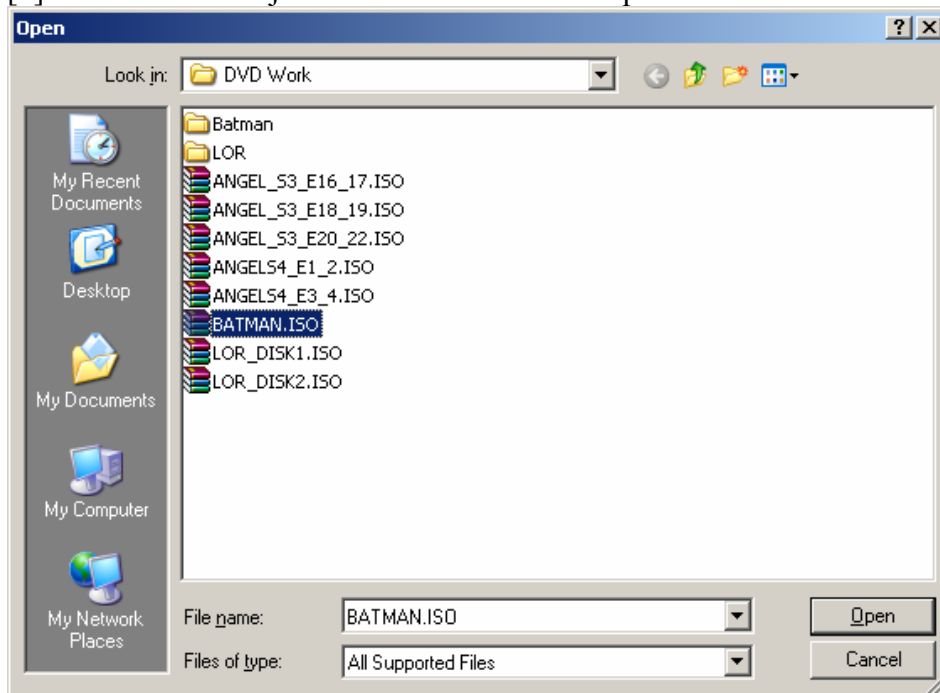 Open
Look in:
DVD Work
My Recent
Documents
Desktop
My Documents
My Computer
My Network
Places
Batman
LOR
ANGEL_S3_E16_17.ISO
ANGEL_S3_E18_19.ISO
ANGEL_S3_E20_22.ISO
ANGELS4_E1_2.ISO
ANGELS4_E3_4.ISO
BATMAN.ISO
LOR_DISK1.ISO
LOR_DISK2.ISO
File name:
BATMAN.ISO
Open
Files of type:
All Supported Files
Cancel